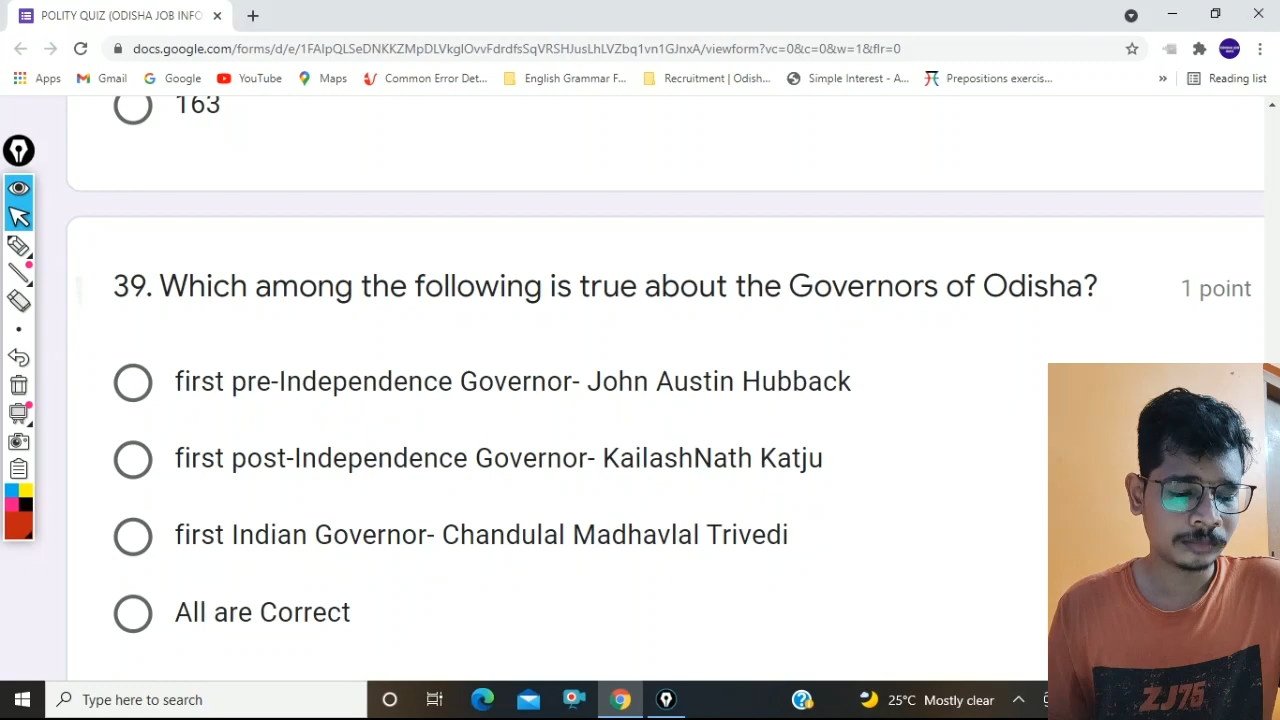 POLITY QUIZ (ODISHA JOB INFO
docs.google.com/forms/d/e/1FAIpQLSeDNKKZMpDLVkgIOvvFdrdfsSqVRSHJusLhLVZbq1vn1GJnxA/viewform?vc=0&c=0&w=1&flr=0
Apps Gmail Google YouTube Maps Common Error Det... English Grammar F... Recruitment | Odish... Simple Interest - A... Prepositions exercis... » Reading list
163
39. Which among the following is true about the Governors of Odisha? 1 point
first pre-Independence Governor- John Austin Hubback
first post-Independence Governor- KailashNath Katju
first Indian Governor- Chandulal Madhavlal Trivedi
All are Correct
ZJ75
Type here to search 25°C Mostly clear